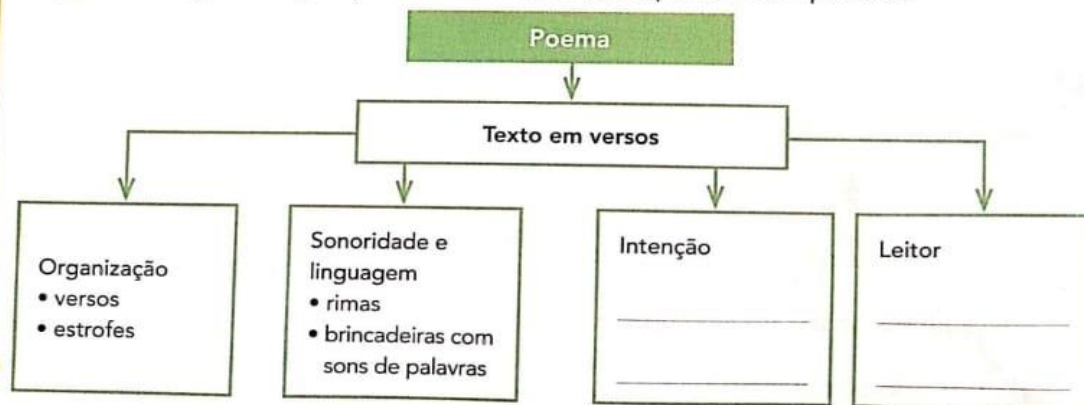 Poema
Texto em versos
Organização
• versos
• estrofes
Sonoridade e
linguagem
• rimas
• brincadeiras com
sons de palavras
Intenção
Leitor